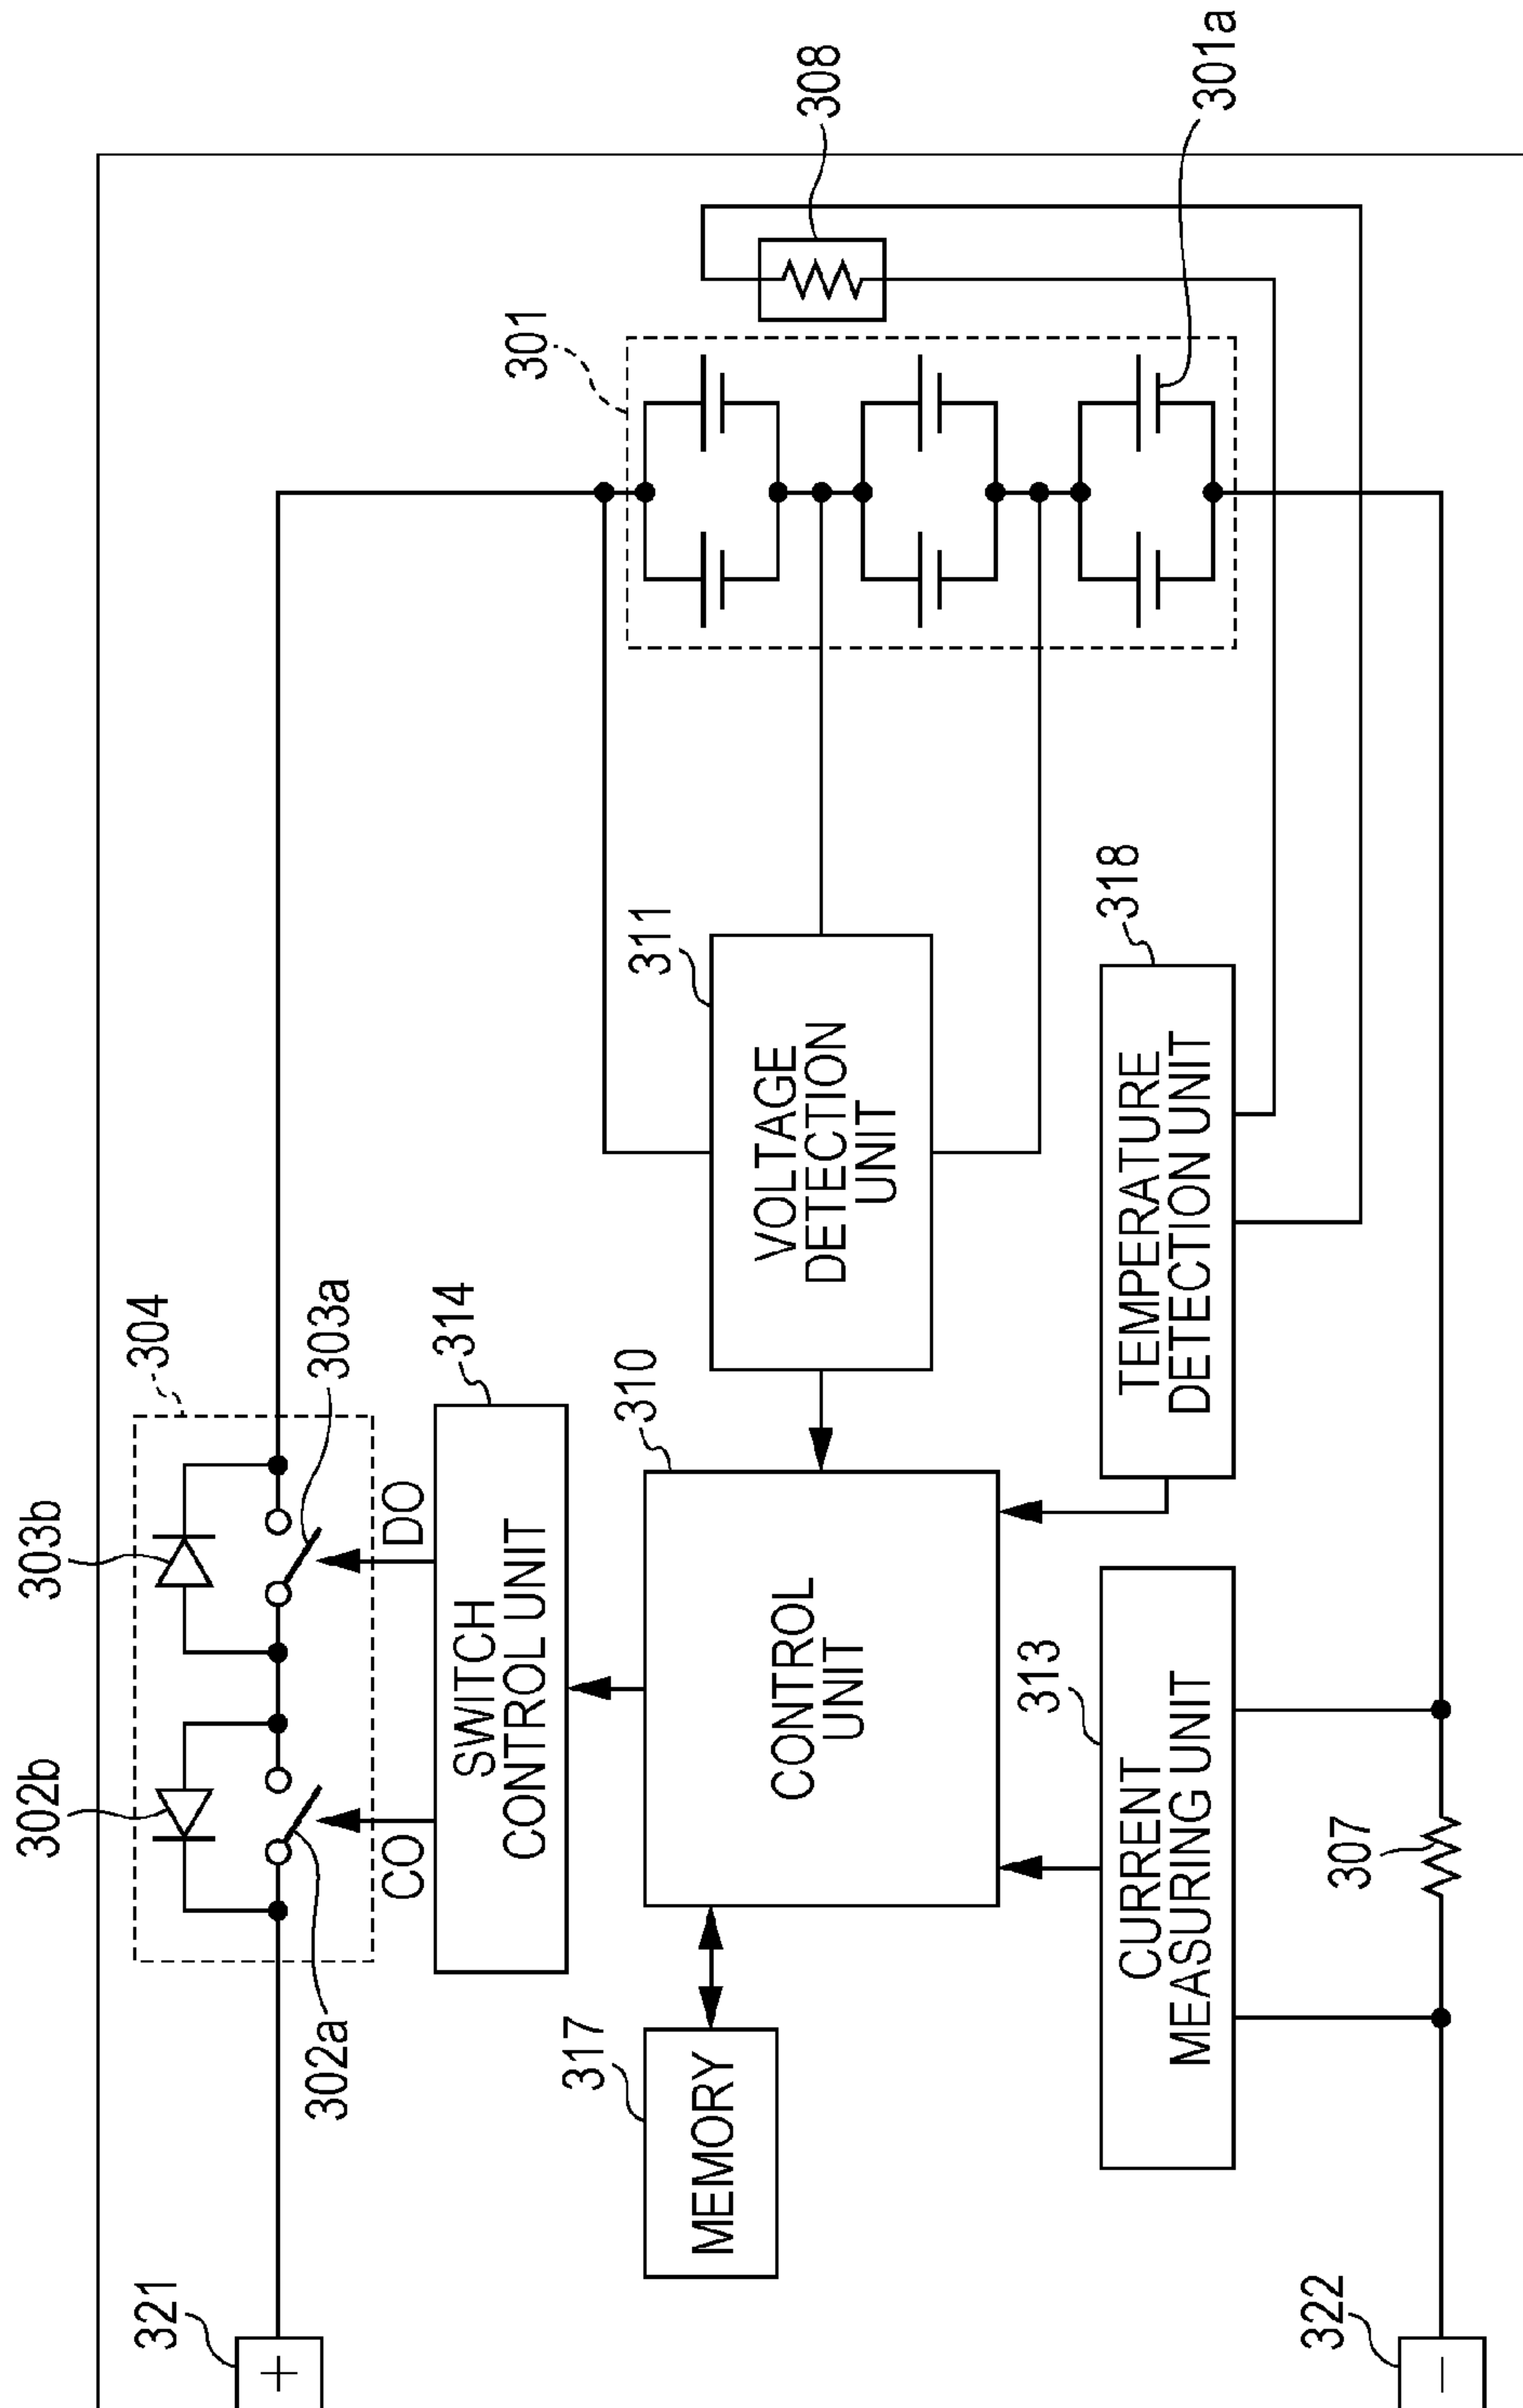 304
302b
303b
302a
303a
CO
DO
321
+
314
SWITCH
CONTROL UNIT
301
317
MEMORY
310
CONTROL
UNIT
311
VOLTAGE
DETECTION
UNIT
308
313
CURRENT
MEASURING UNIT
318
TEMPERATURE
DETECTION UNIT
301a
307
322
−